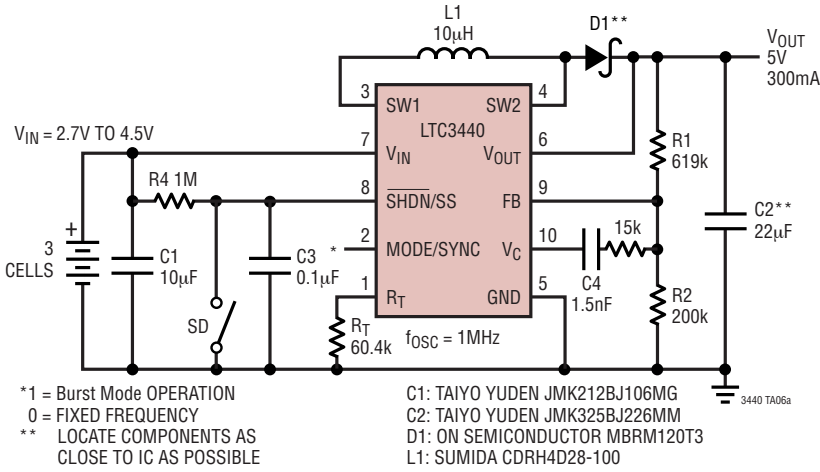 L1
10µH
D1**
VOUT
5V
300mA
3
SW1
SW2
4
LTC3440
VIN = 2.7V TO 4.5V
7
VIN
VOUT
6
R1
619k
R4 1M
8
SHDN/SS
FB
9
+
3
CELLS
C1
10µF
C3
0.1µF
*
2
MODE/SYNC
VC
10
15k
C4
1.5nF
C2**
22µF
SD
1
RT
GND
5
R2
200k
RT
60.4k
fOSC = 1MHz
*1 = Burst Mode OPERATION
0 = FIXED FREQUENCY
** LOCATE COMPONENTS AS
CLOSE TO IC AS POSSIBLE
C1: TAIYO YUDEN JMK212BJ106MG
C2: TAIYO YUDEN JMK325BJ226MM
D1: ON SEMICONDUCTOR MBRM120T3
L1: SUMIDA CDRH4D28-100
3440 TA06a